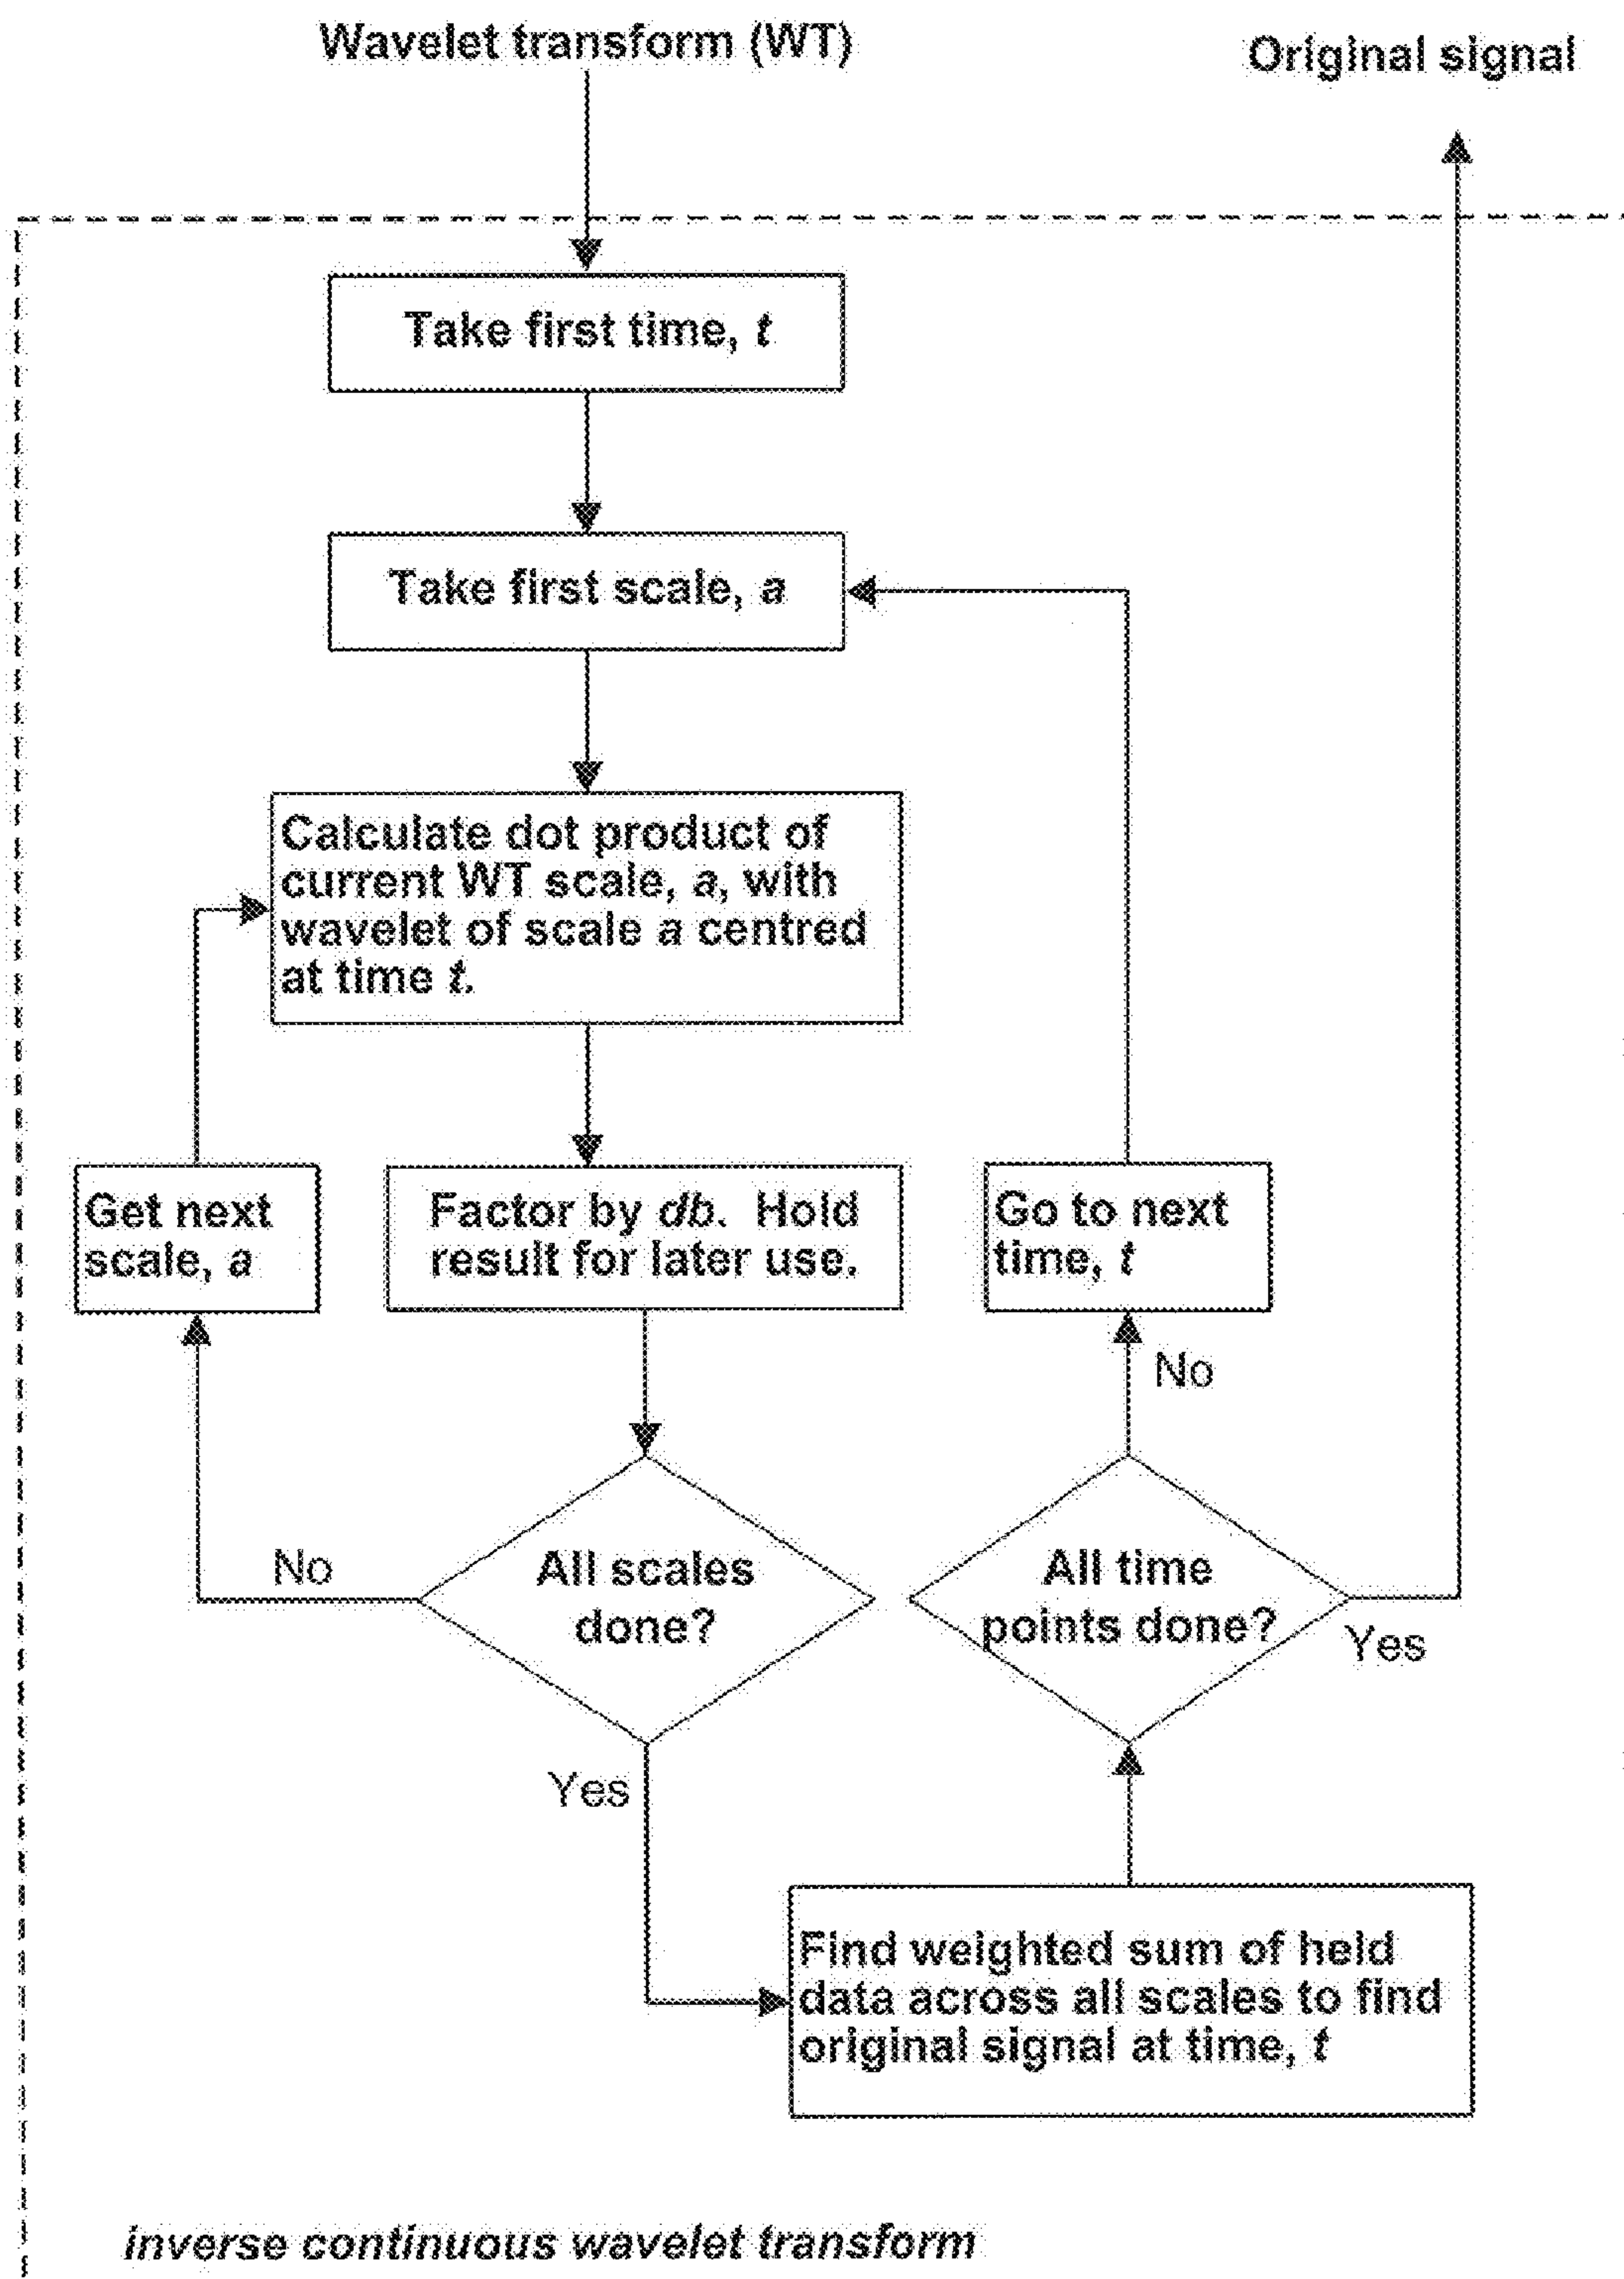 Wavelet transform (WT)
Original signal
Take first time, t
Take first scale, a
Calculate dot product of
current WT scale, a, with
wavelet of scale a centred
at time t.
Get next
scale, a
Factor by db. Hold
result for later use.
Go to next
time, t
No
No
All scales
done?
All time
points done?
Yes
Yes
Find weighted sum of held
data across all scales to find
original signal at time, t
inverse continuous wavelet transform